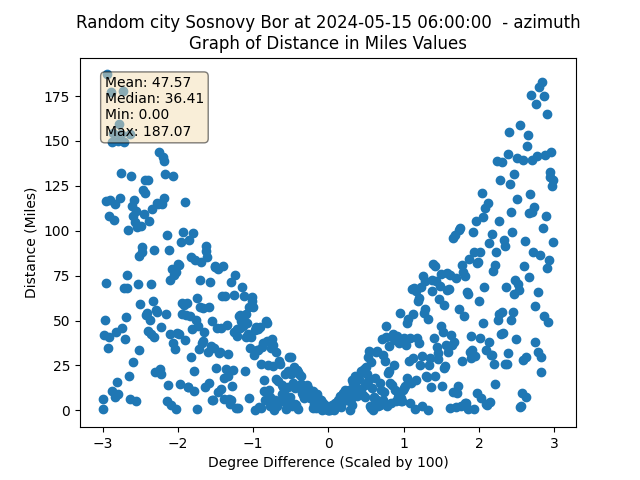 Random city Sosnovy Bor at 2024-05-15 06:00:00 - azimuth
Graph of Distance in Miles Values
Mean: 47.57
Median: 36.41
Min: 0.00
Max: 187.07
175
150
125
100
75
50
25
0
Distance (Miles)
−3 −2 −1 0 1 2 3
Degree Difference (Scaled by 100)